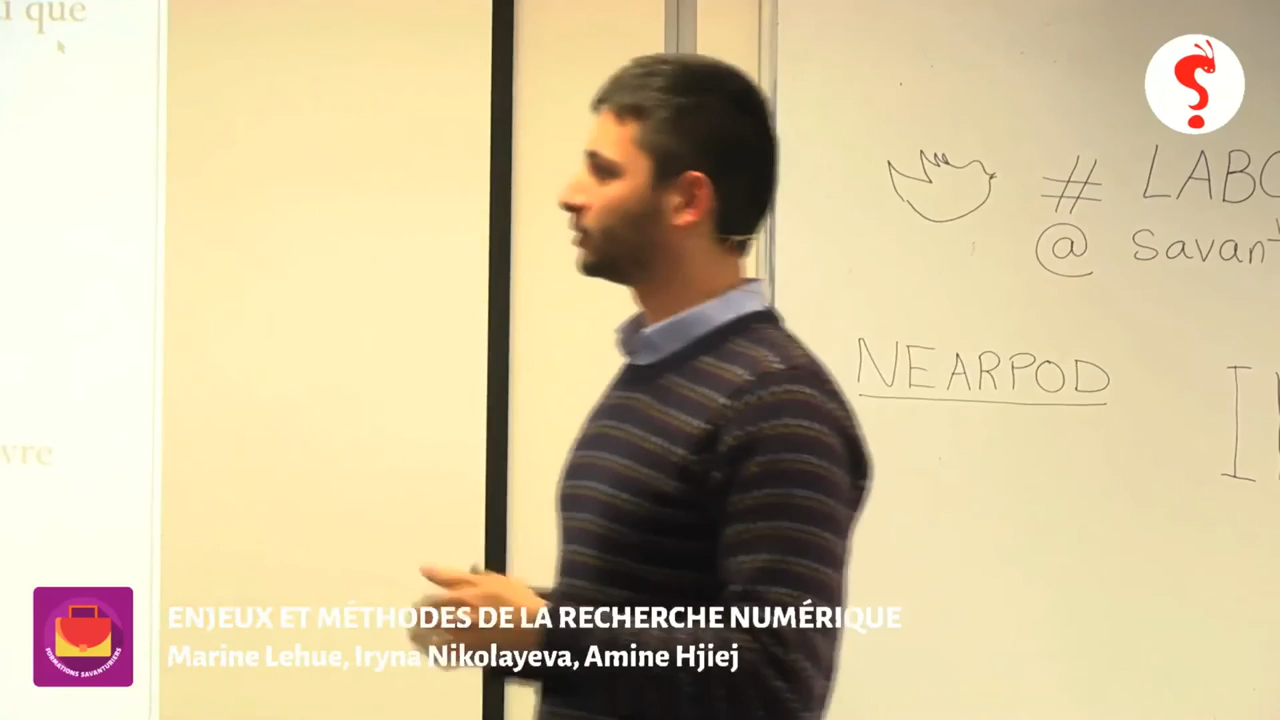 i que
vre
# LABO
@ Savant
NEARPOD
ENJEUX ET MÉTHODES DE LA RECHERCHE NUMÉRIQUE
Marine Lehue, Iryna Nikolayeva, Amine Hjiej
FORMATIONS SAVANTURIERS